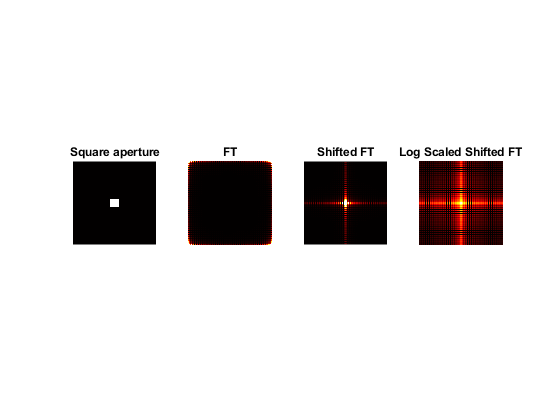 Square aperture
FT
Shifted FT
Log Scaled Shifted FT